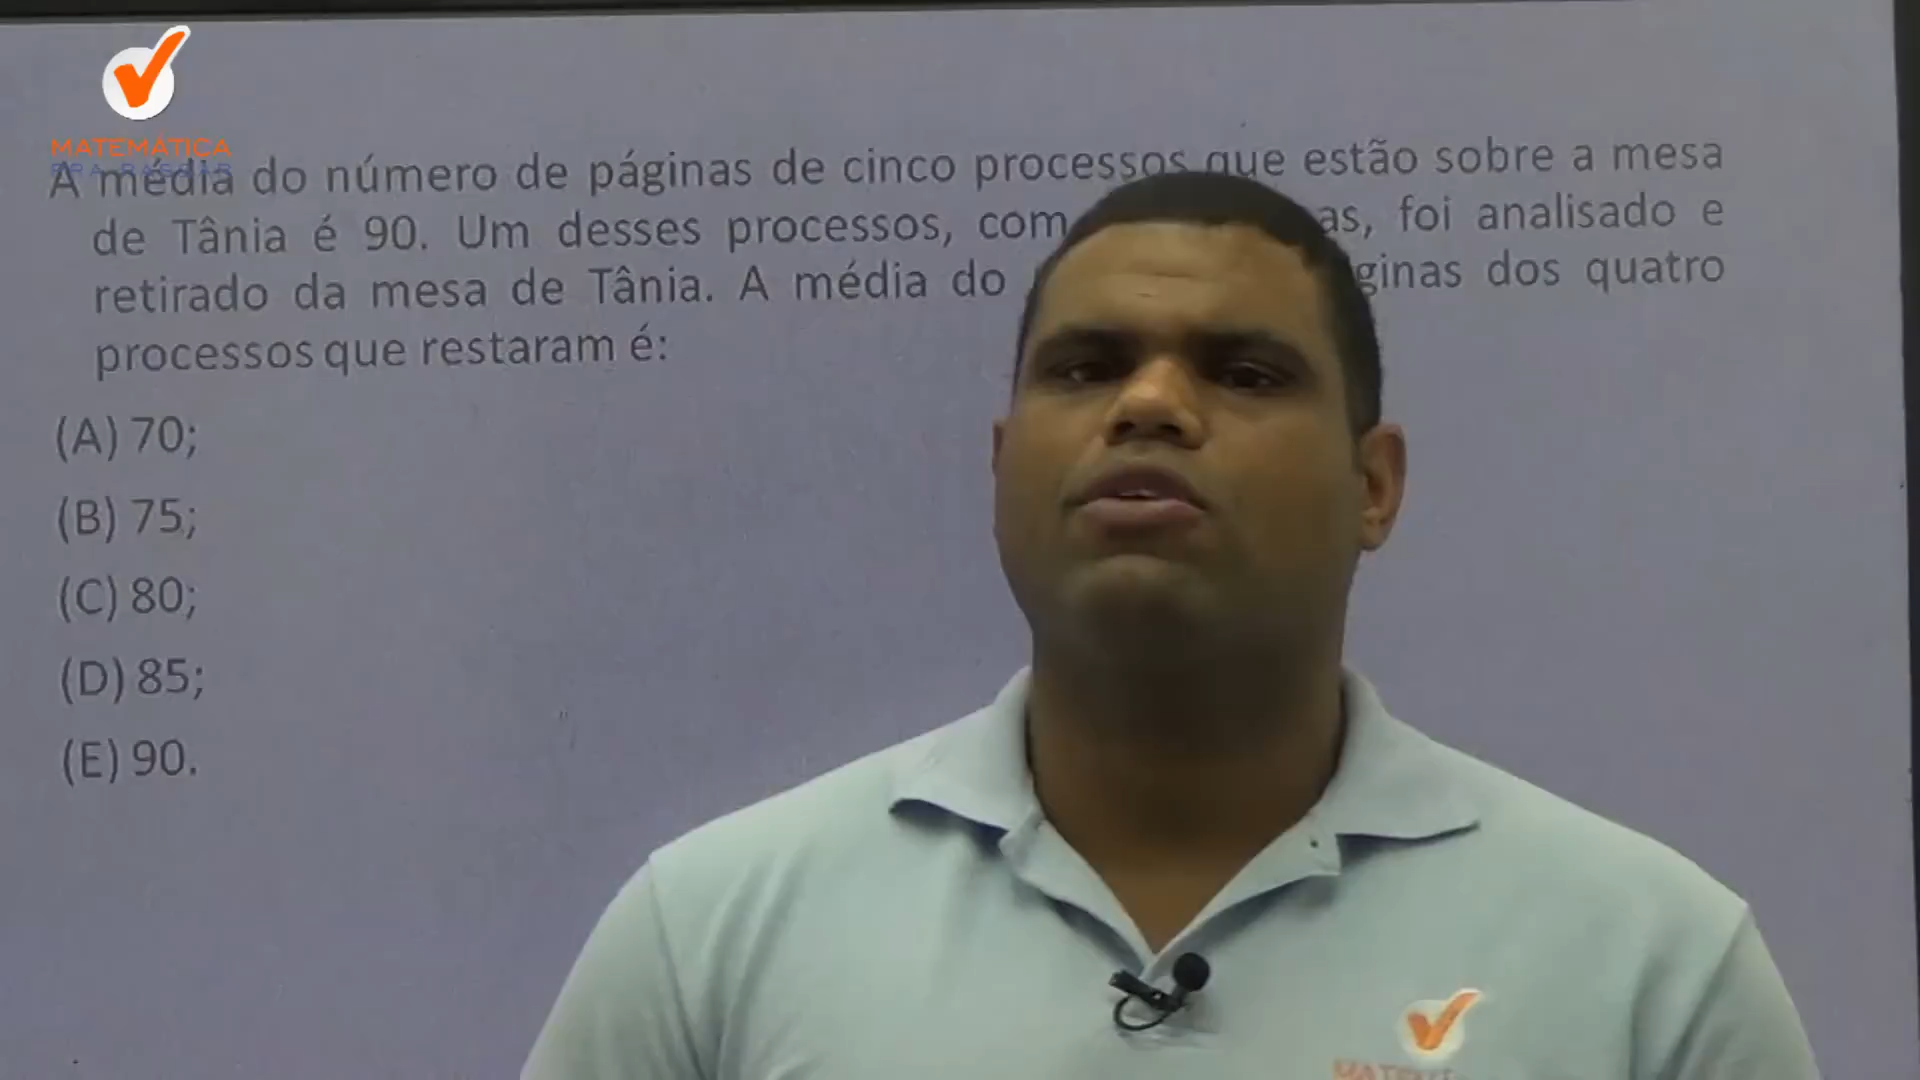 MATEMÁTICA
PRA PASSAR
A média do número de páginas de cinco processos que estão sobre a mesa
de Tânia é 90. Um desses processos, com as, foi analisado e
retirado da mesa de Tânia. A média do ginas dos quatro
processos que restaram é:
(A) 70;
(B) 75;
(C) 80;
(D) 85;
(E) 90.